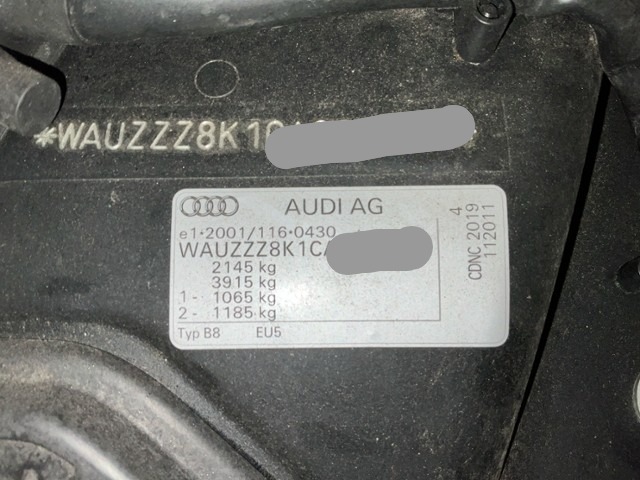 *WAUZZZ8K1C
AUDI AG
e1*2001/116*0430
WAUZZZ8K1CA
2145 kg
3915 kg
1 - 1065 kg
2 - 1185 kg
Typ B8 EU5
4
CDNC 2019
112011